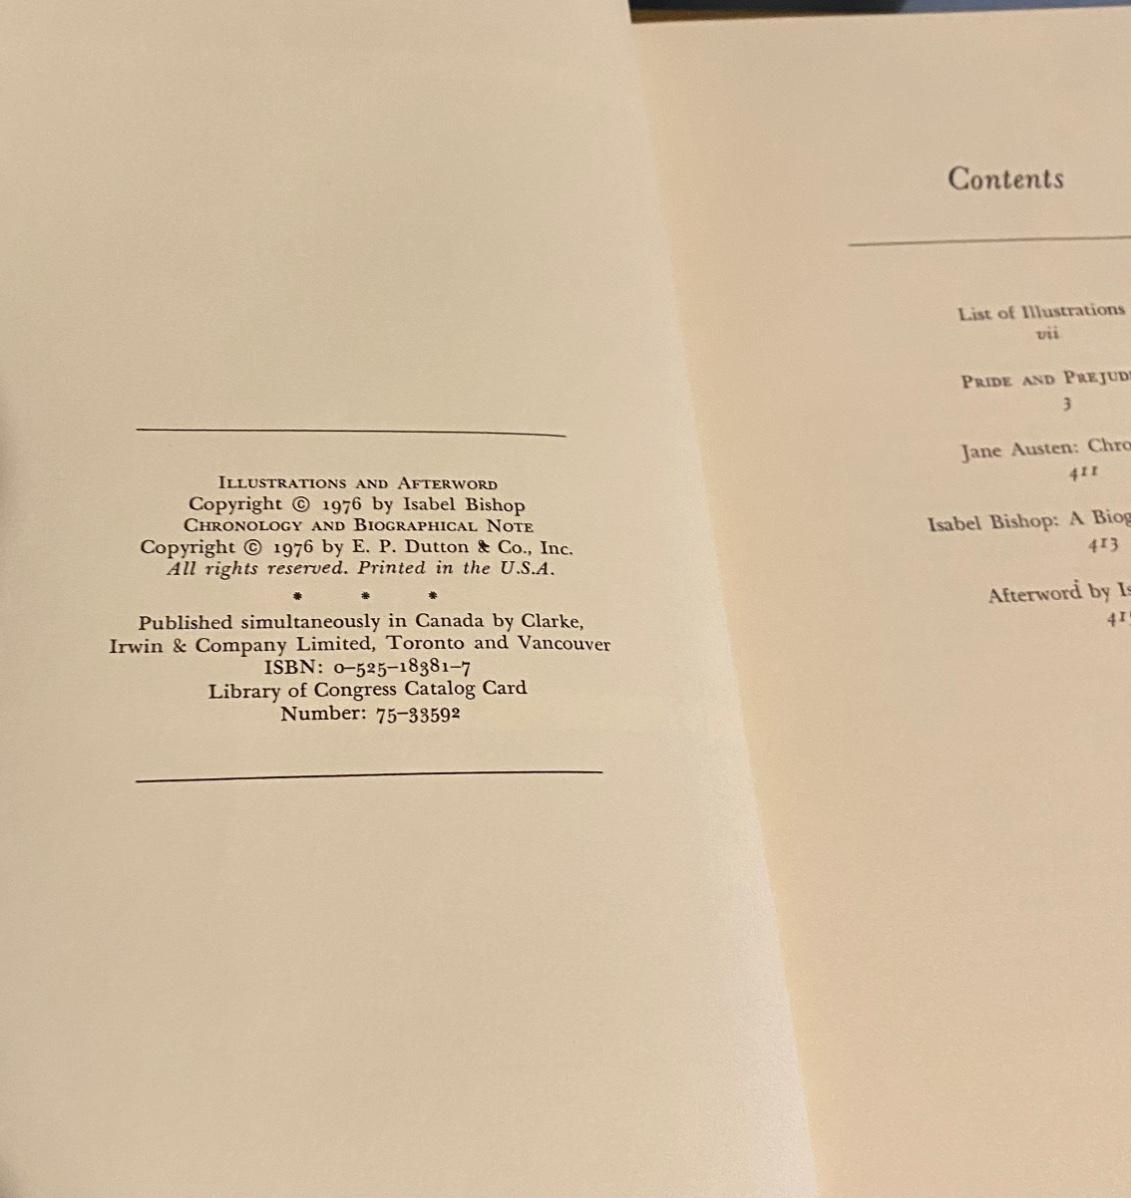 Illustrations and Afterword
Copyright © 1976 by Isabel Bishop
Chronology and Biographical Note
Copyright © 1976 by E. P. Dutton & Co., Inc.
All rights reserved. Printed in the U.S.A.
* * *
Published simultaneously in Canada by Clarke,
Irwin & Company Limited, Toronto and Vancouver
ISBN: 0–525–18381–7
Library of Congress Catalog Card
Number: 75–33592
Contents
List of Illustrations
vii
Pride and
3
Jane Austen:
411
Isabel Bishop: A
413
Afterword by